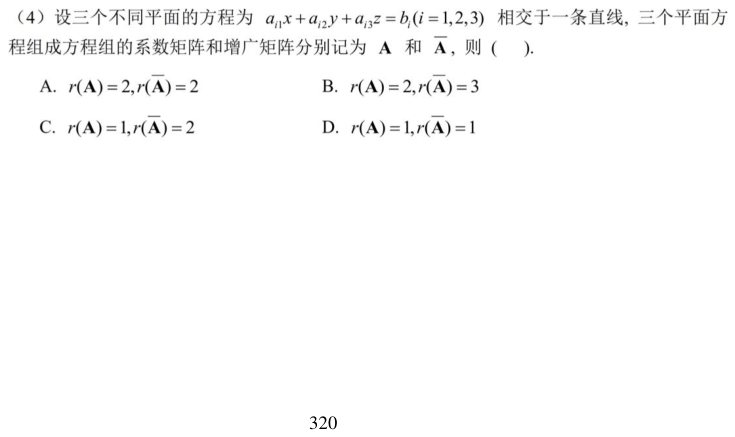 （4）设三个不同平面的方程为 $a_{i1}x+a_{i2}y+a_{i3}z=b_i(i=1,2,3)$ 相交于一条直线, 三个平面方
程组成方程组的系数矩阵和增广矩阵分别记为 $\mathbf{A}$ 和 $\overline{\mathbf{A}}$, 则 (    ).
A. $r(\mathbf{A})=2,r(\overline{\mathbf{A}})=2$ B. $r(\mathbf{A})=2,r(\overline{\mathbf{A}})=3$
C. $r(\mathbf{A})=1,r(\overline{\mathbf{A}})=2$ D. $r(\mathbf{A})=1,r(\overline{\mathbf{A}})=1$
320